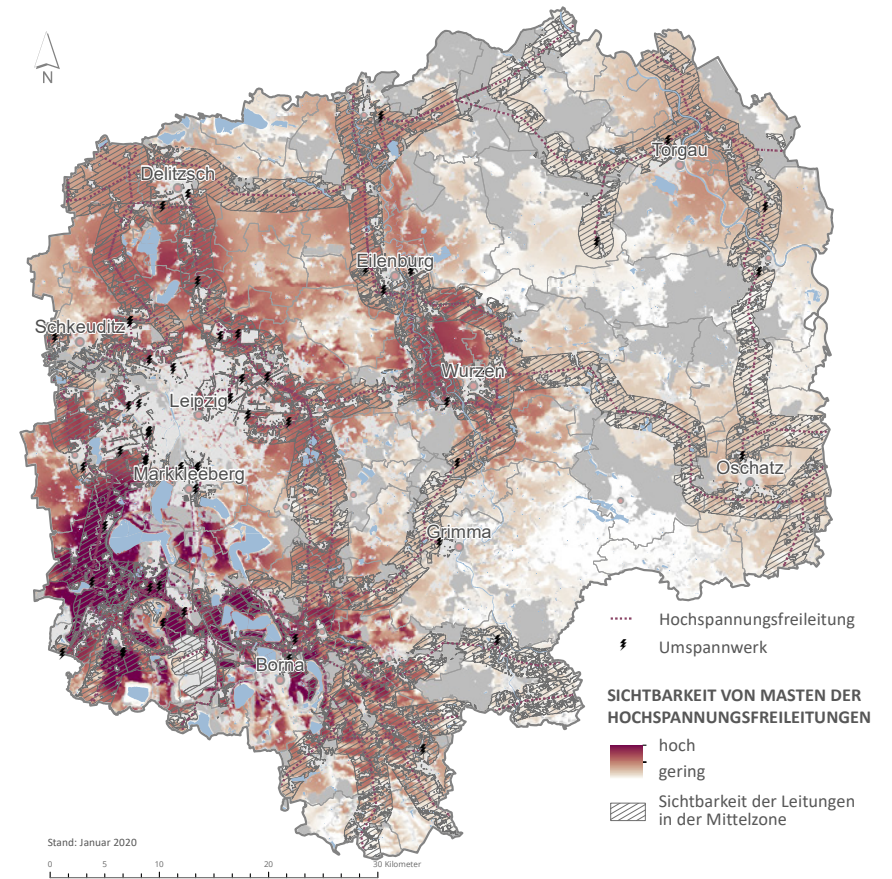 N
Torgau
Delitzsch
Eilenburg
Schkeuditz
Wurzen
Leipzig
Markkleeberg
Oschatz
Grimma
Borna
Hochspannungsfreileitung
Umspannwerk
SICHTBARKEIT VON MASTEN DER
HOCHSPANNUNGSFREILEITUNGEN
hoch
gering
Sichtbarkeit der Leitungen
in der Mittelzone
Stand: Januar 2020
0 5 10 20 30 Kilometer